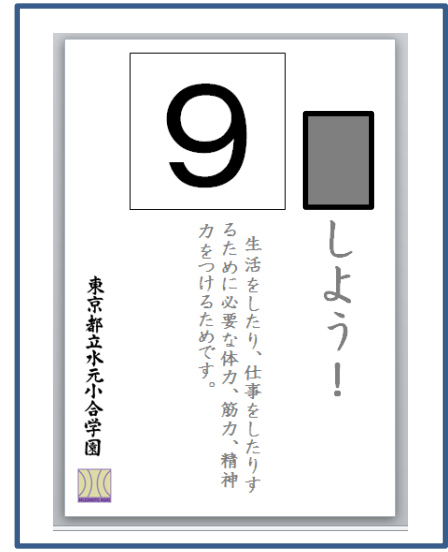 9
しよう！
生活をしたり、仕事をしたりす
るために必要な体力、筋力、精神
力をつけるためです。
東京都立水元小合学園